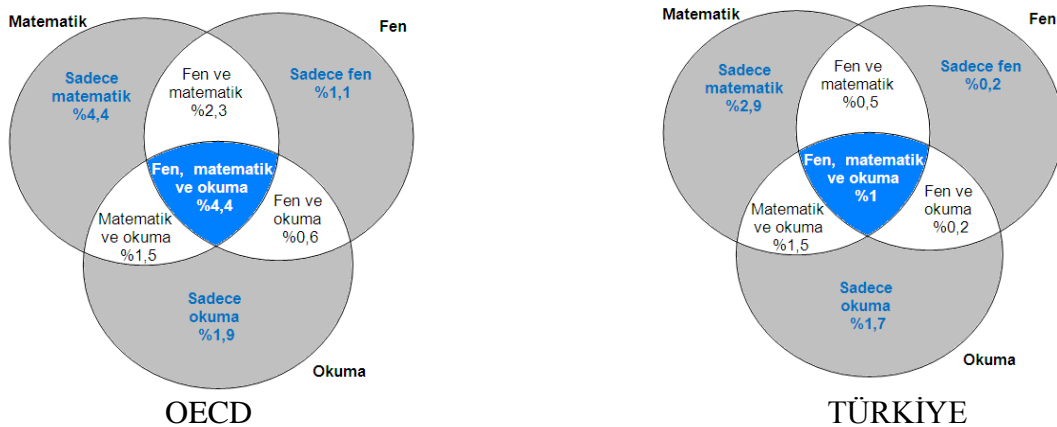 Matematik
Fen
Sadece
matematik
%4,4
Fen ve
matematik
%2,3
Sadece fen
%1,1
Fen, matematik
ve okuma
%4,4
Matematik
ve okuma
%1,5
Fen ve
okuma
%0,6
Sadece
okuma
%1,9
Okuma
OECD
Matematik
Fen
Sadece
matematik
%2,9
Fen ve
matematik
%0,5
Sadece fen
%0,2
Fen, matematik
ve okuma
%1
Matematik
ve okuma
%1,5
Fen ve
okuma
%0,2
Sadece
okuma
%1,7
Okuma
TÜRKİYE